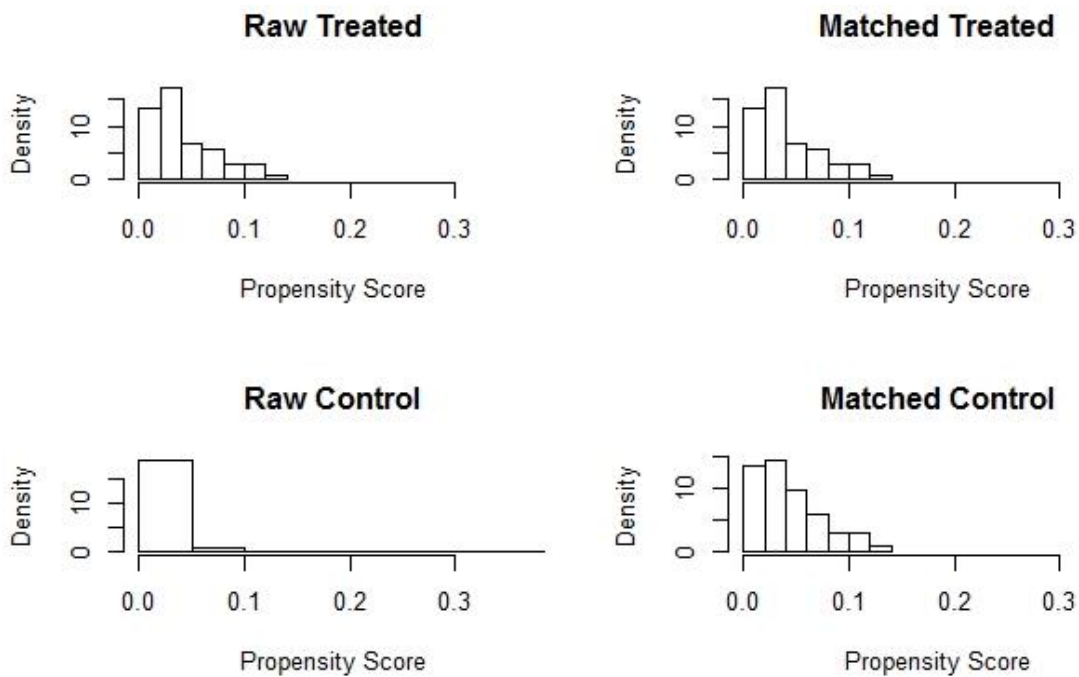 Raw Treated
Density
0 10
0.0 0.1 0.2 0.3
Propensity Score
Matched Treated
Density
0 10
0.0 0.1 0.2 0.3
Propensity Score
Raw Control
Density
0 10
0.0 0.1 0.2 0.3
Propensity Score
Matched Control
Density
0 10
0.0 0.1 0.2 0.3
Propensity Score